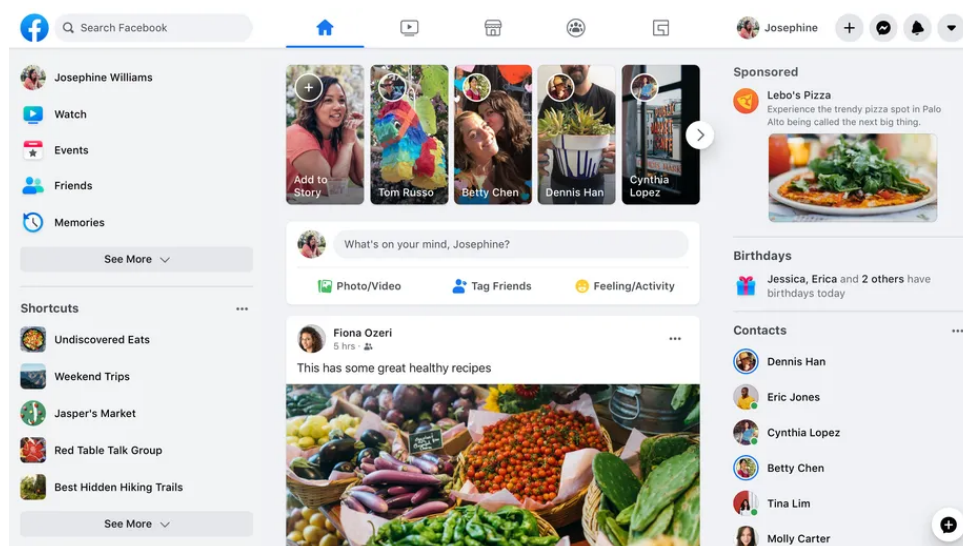 Search Facebook
Josephine
Josephine Williams
Watch
Events
Friends
Memories
See More
Shortcuts
Undiscovered Eats
Weekend Trips
Jasper's Market
Red Table Talk Group
Best Hidden Hiking Trails
See More
Add to
Story
Tom Russo
Betty Chen
Dennis Han
Cynthia
Lopez
What's on your mind, Josephine?
Photo/Video
Tag Friends
Feeling/Activity
Fiona Ozeri
5 hrs ·
This has some great healthy recipes
Sponsored
Lebo's Pizza
Experience the trendy pizza spot in Palo
Alto being called the next big thing.
Birthdays
Jessica, Erica and 2 others have
birthdays today
Contacts
Dennis Han
Eric Jones
Cynthia Lopez
Betty Chen
Tina Lim
Molly Carter